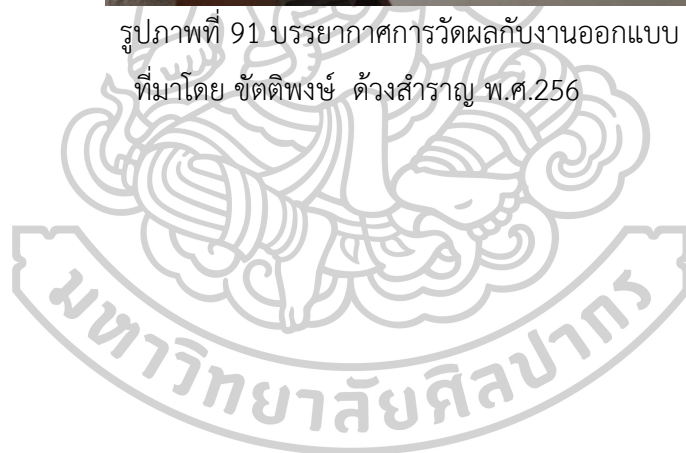 รูปภาพที่ 91 บรรยากาศการวัดผลกับงานออกแบบ
ที่มาโดย ขัตติพงษ์ ด้วงสำราญ พ.ศ.256
มหาวิทยาลัยศิลปากร